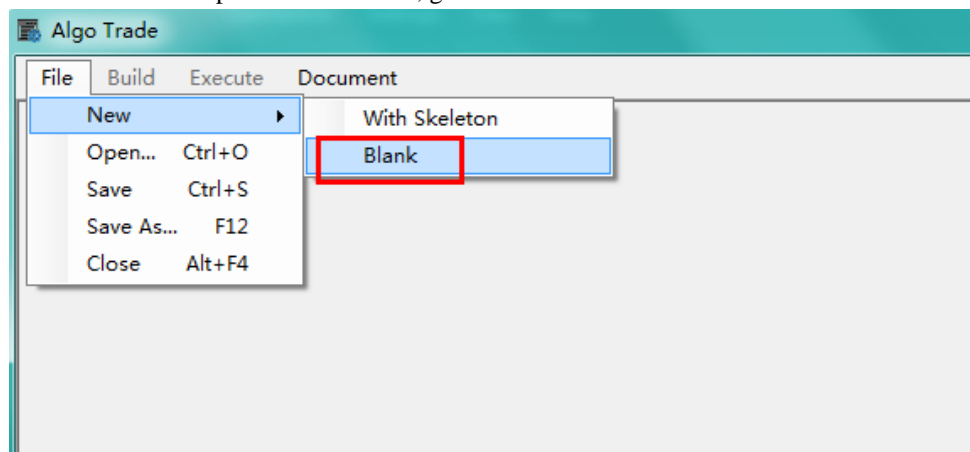 Algo Trade
File Build Execute Document
New
With Skeleton
Open... Ctrl+O
Blank
Save Ctrl+S
Save As... F12
Close Alt+F4